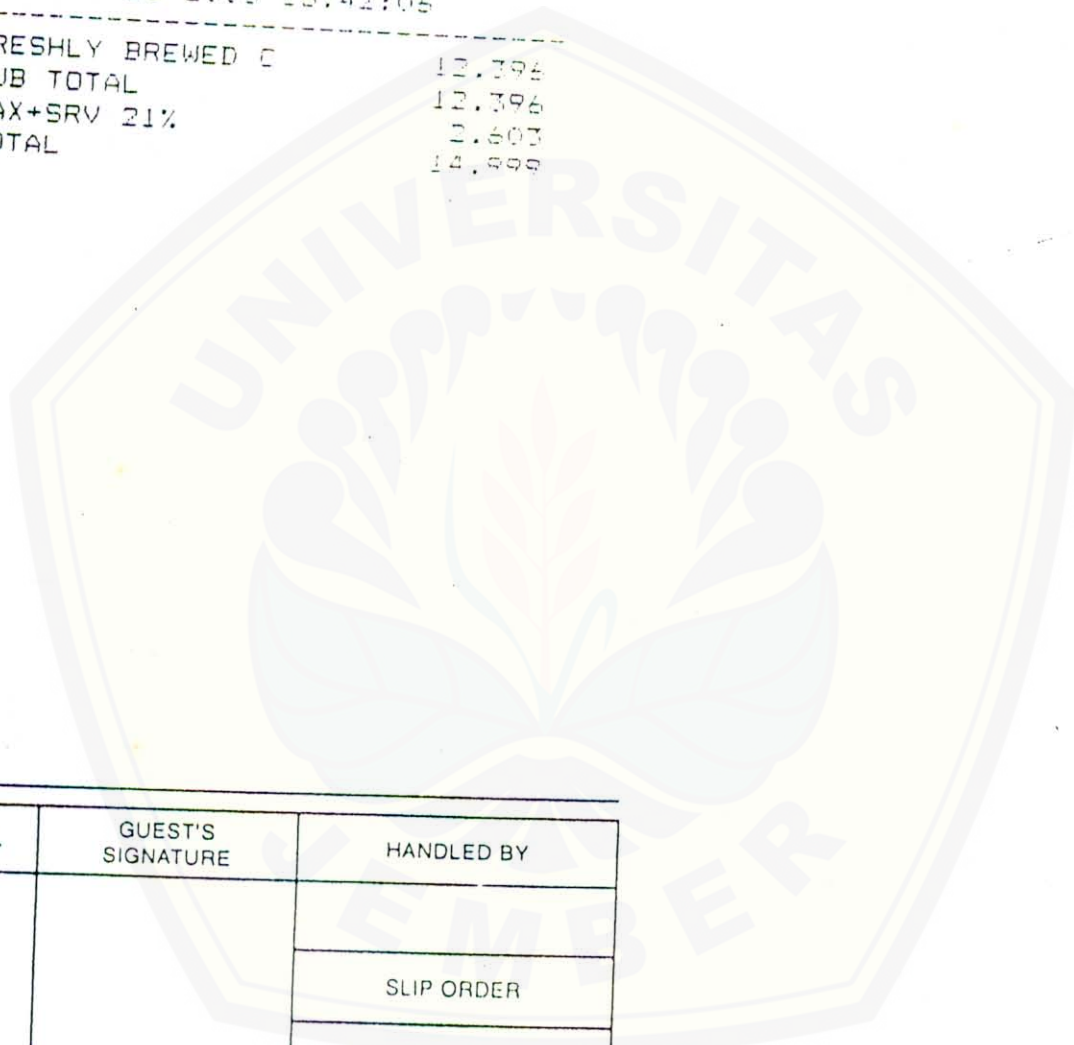 RESHLY BREWED C 12.396
UB TOTAL 12.396
AX+SRV 21% 2.603
OTAL 14.999
UNIVERSITAS
JEMBER
GUEST'S
SIGNATURE
HANDLED BY
SLIP ORDER